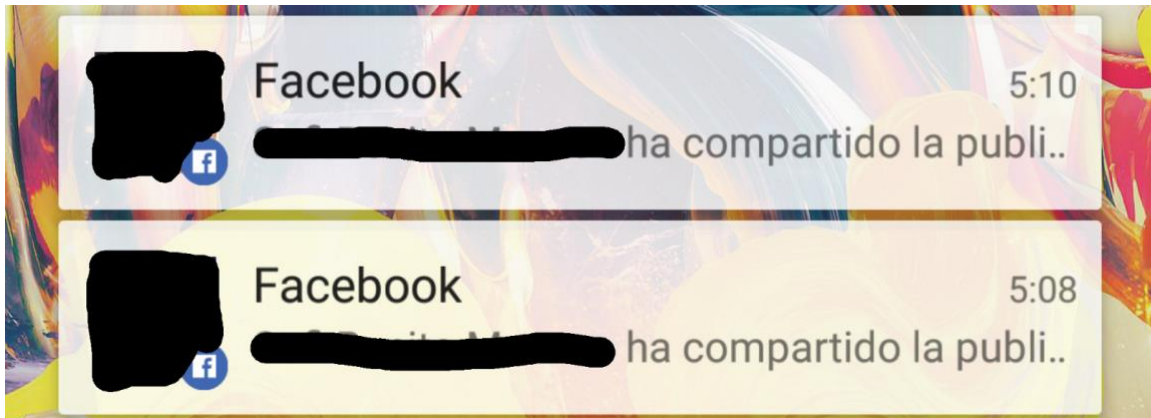 Facebook
5:10
ha compartido la publi..
Facebook
5:08
ha compartido la publi..